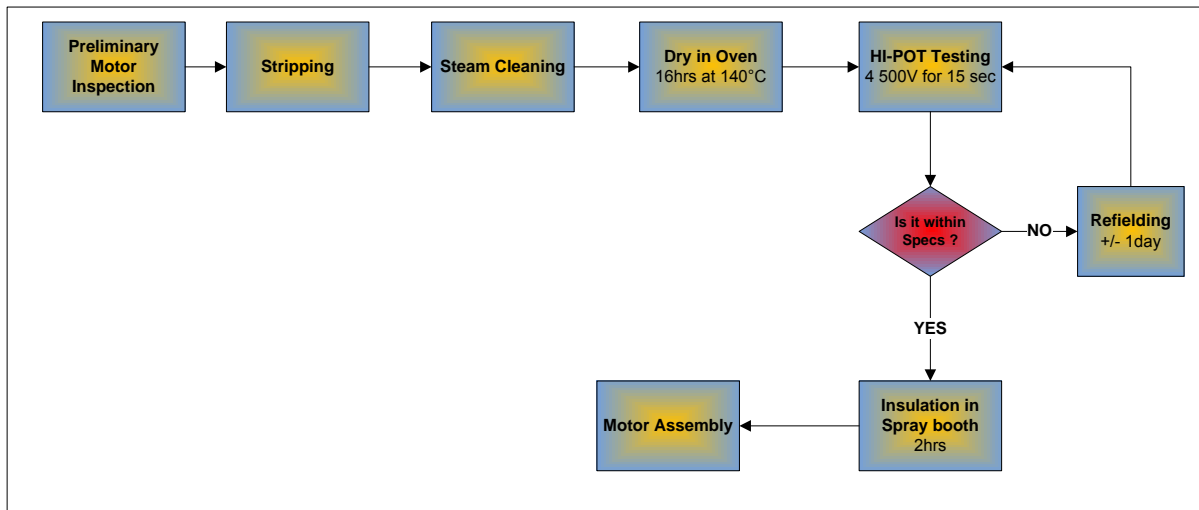 Preliminary
Motor
Inspection
Stripping
Steam Cleaning
Dry in Oven
16hrs at 140°C
HI-POT Testing
4 500V for 15 sec
Is it within
Specs ?
NO
Refielding
+/- 1day
YES
Insulation in
Spray booth
2hrs
Motor Assembly